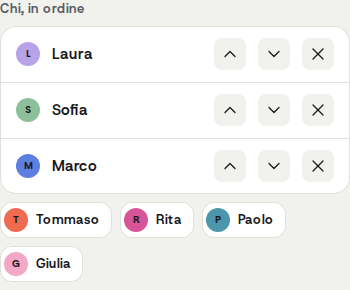 Chi, in ordine
L Laura
S Sofia
M Marco
T Tommaso R Rita P Paolo
G Giulia